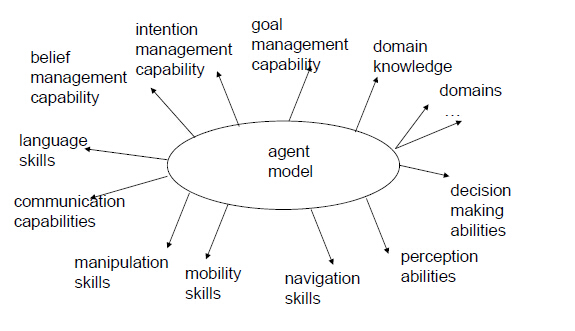 goal
intention
management
domain
management
capability
knowledge
belief
capability
management
domains
capability
...
language
skills
agent
model
communication
capabilities
decision
making
abilities
manipulation
skills
mobility
skills
navigation
skills
perception
abilities